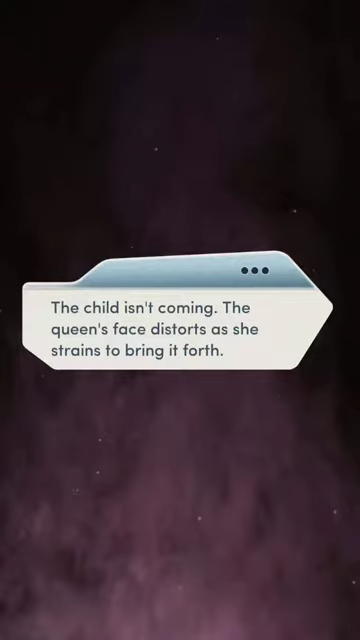 The child isn't coming. The
queen's face distorts as she
strains to bring it forth.